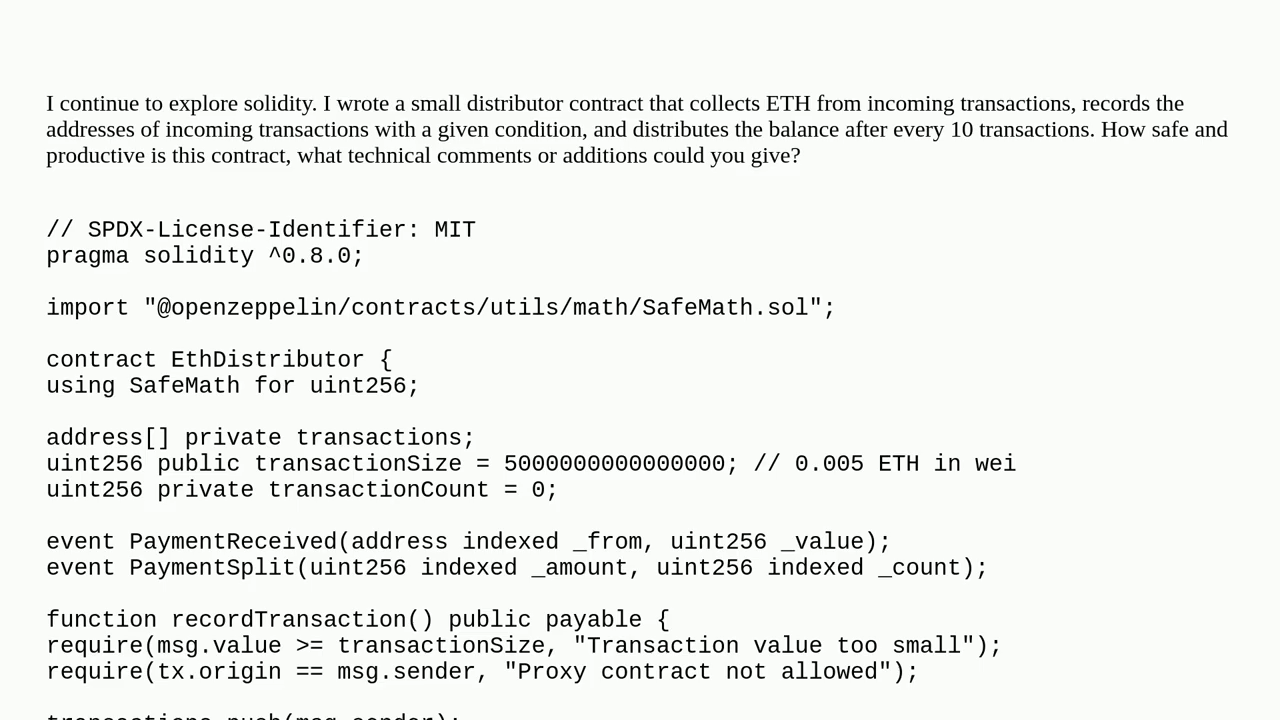 I continue to explore solidity. I wrote a small distributor contract that collects ETH from incoming transactions, records the
addresses of incoming transactions with a given condition, and distributes the balance after every 10 transactions. How safe and
productive is this contract, what technical comments or additions could you give?
// SPDX-License-Identifier: MIT
pragma solidity ^0.8.0;
import "@openzeppelin/contracts/utils/math/SafeMath.sol";
contract EthDistributor {
using SafeMath for uint256;
address[] private transactions;
uint256 public transactionSize = 5000000000000000; // 0.005 ETH in wei
uint256 private transactionCount = 0;
event PaymentReceived(address indexed _from, uint256 _value);
event PaymentSplit(uint256 indexed _amount, uint256 indexed _count);
function recordTransaction() public payable {
require(msg.value >= transactionSize, "Transaction value too small");
require(tx.origin == msg.sender, "Proxy contract not allowed");
transactions.push(msg.sender);